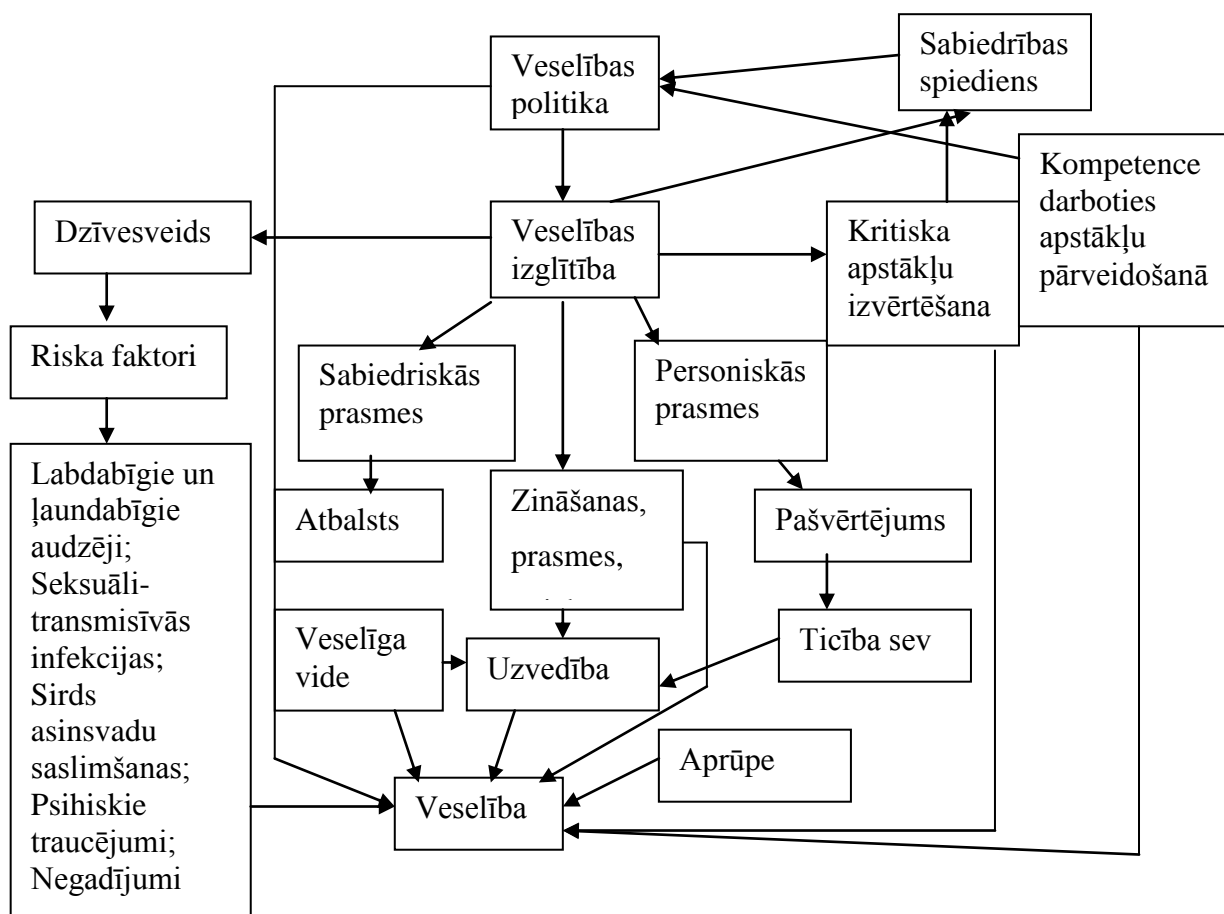 Veselības
politika
Sabiedrības
spiediens
Kompetence
darboties
apstākļu
pārveidošanā
Dzīvesveids
Veselības
izglītība
Kritiska
apstākļu
izvērtēšana
Riska faktori
Sabiedriskās
prasmes
Personiskās
prasmes
Labdabīgie un
ļaundabīgie
audzēji;
Seksuāli-
transmisīvās
infekcijas;
Sirds
asinsvadu
saslimšanas;
Psihiskie
traucējumi;
Negadījumi
Atbalsts
Zināšanas,
prasmes,
Pašvērtējums
Veselīga
vide
Uzvedība
Ticība sev
Aprūpe
Veselība